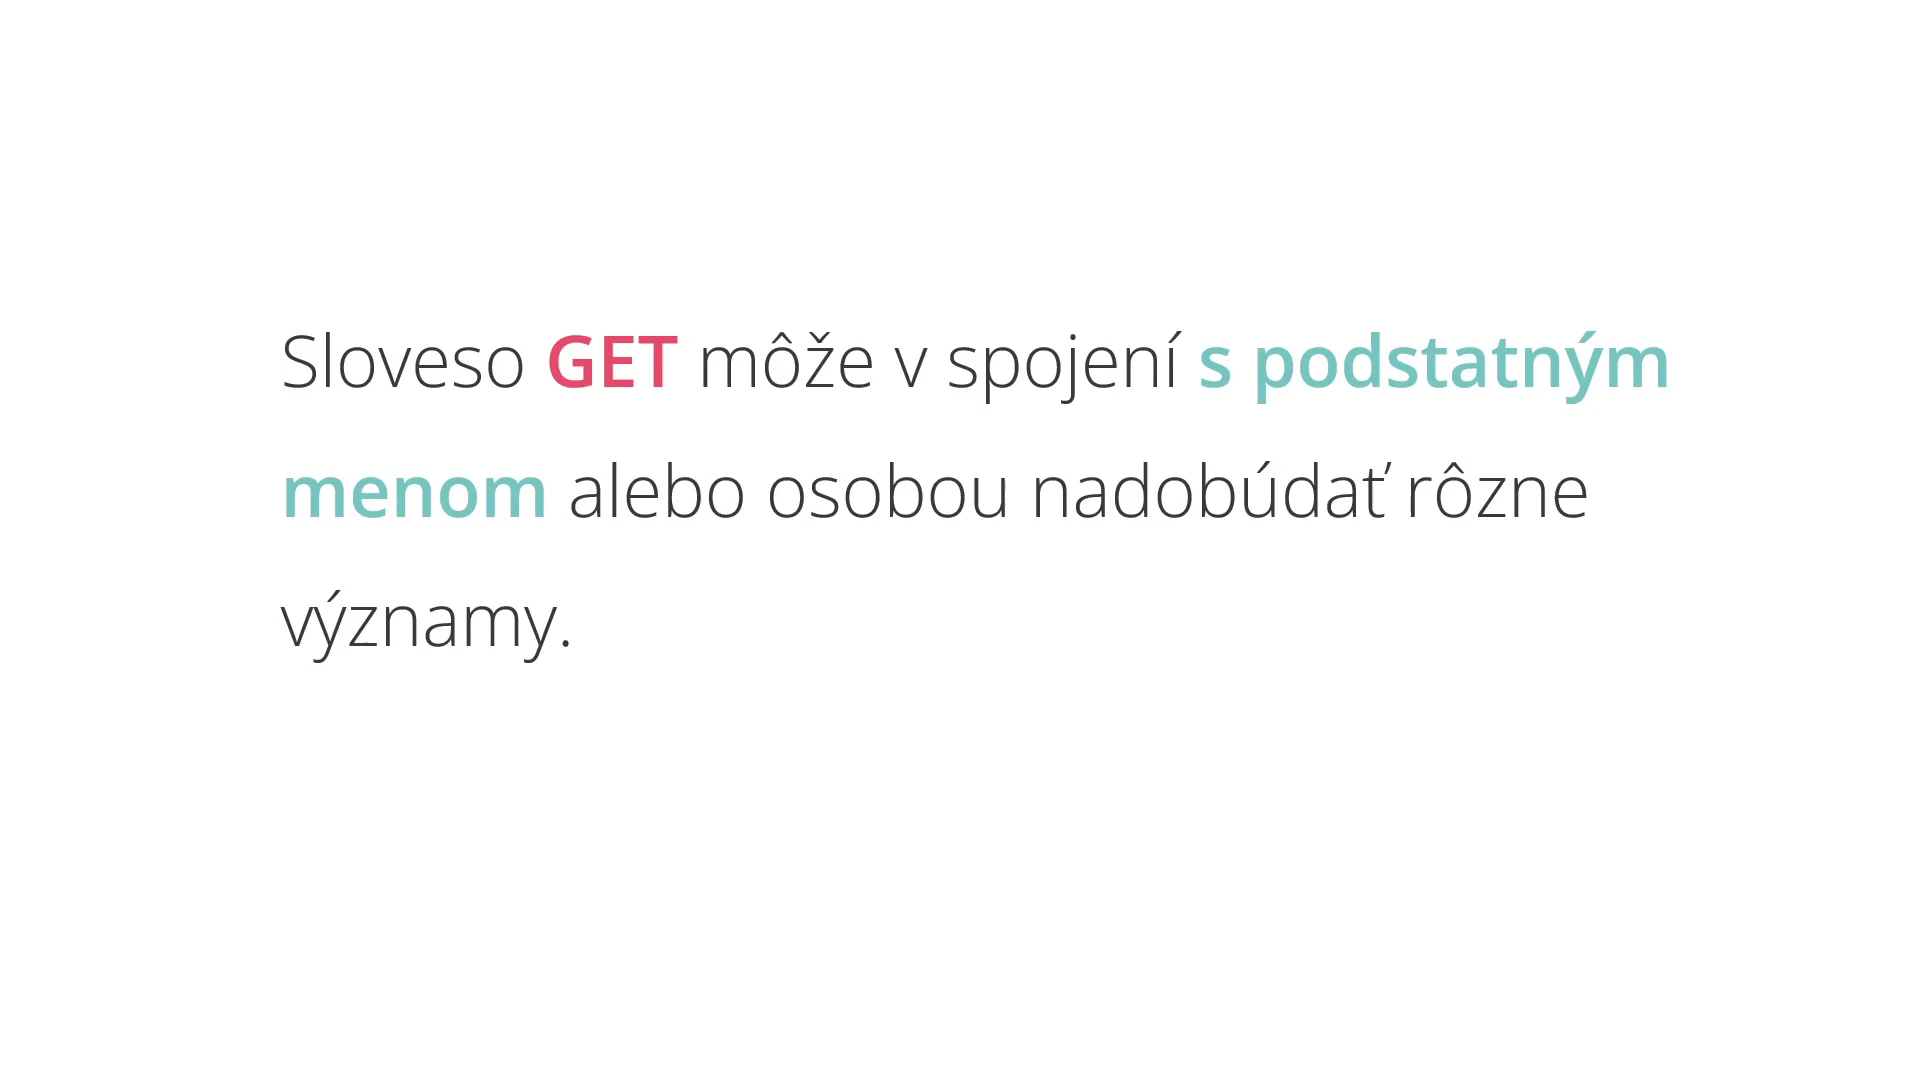 Sloveso GET môže v spojení s podstatným
menom alebo osobou nadobúdať rôzne
významy.